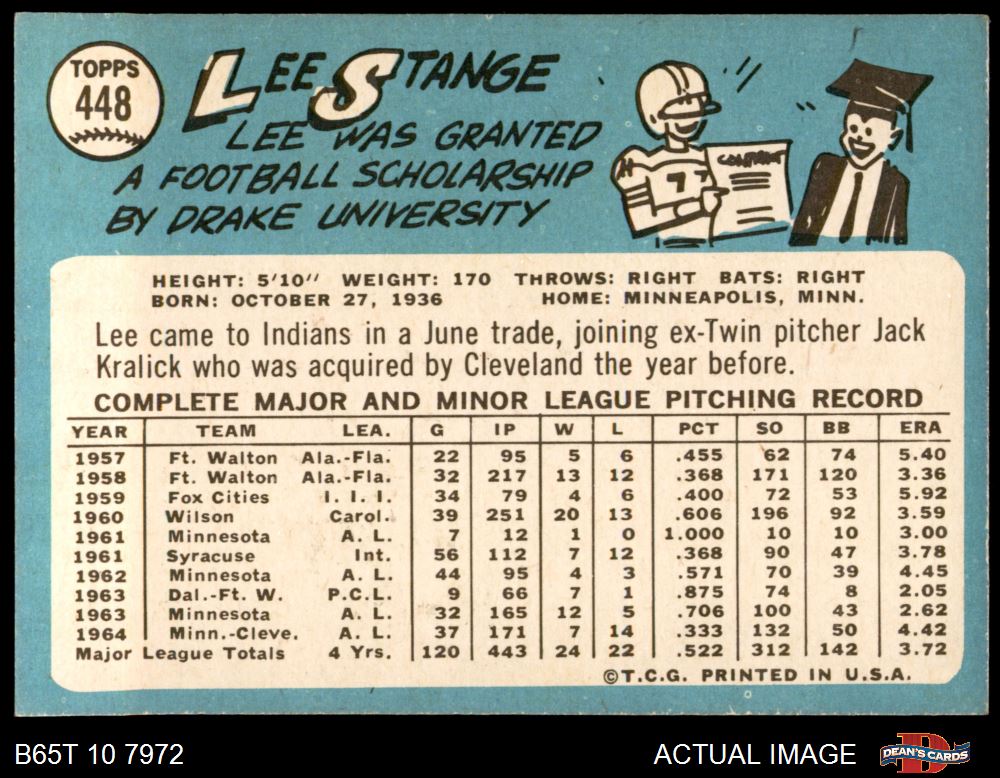 TOPPS
448
LEE STANGE
LEE WAS GRANTED
A FOOTBALL SCHOLARSHIP
BY DRAKE UNIVERSITY
CONTRACT
77
HEIGHT: 5'10" WEIGHT: 170 THROWS: RIGHT BATS: RIGHT
BORN: OCTOBER 27, 1936 HOME: MINNEAPOLIS, MINN.
Lee came to Indians in a June trade, joining ex-Twin pitcher Jack
Kralick who was acquired by Cleveland the year before.
COMPLETE MAJOR AND MINOR LEAGUE PITCHING RECORD
YEAR TEAM LEA. G IP W L PCT SO BB ERA
1957 Ft. Walton Ala.-Fla. 22 95 5 6 .455 62 74 5.40
1958 Ft. Walton Ala.-Fla. 32 217 13 12 .368 171 120 3.36
1959 Fox Cities I. I. I. 34 79 4 6 .400 72 53 5.92
1960 Wilson Carol. 39 251 20 13 .606 196 92 3.59
1961 Minnesota A. L. 7 12 1 0 1.000 10 10 3.00
1961 Syracuse Int. 56 112 7 12 .368 90 47 3.78
1962 Minnesota A. L. 44 95 4 3 .571 70 39 4.45
1963 Dal.-Ft. W. P.C.L. 9 66 7 1 .875 74 8 2.05
1963 Minnesota A. L. 32 165 12 5 .706 100 43 2.62
1964 Minn.-Cleve. A. L. 37 171 7 14 .333 132 50 4.42
Major League Totals 4 Yrs. 120 443 24 22 .522 312 142 3.72
©T.C.G. PRINTED IN U.S.A.
B65T 10 7972 ACTUAL IMAGE
DEAN'S CARDS